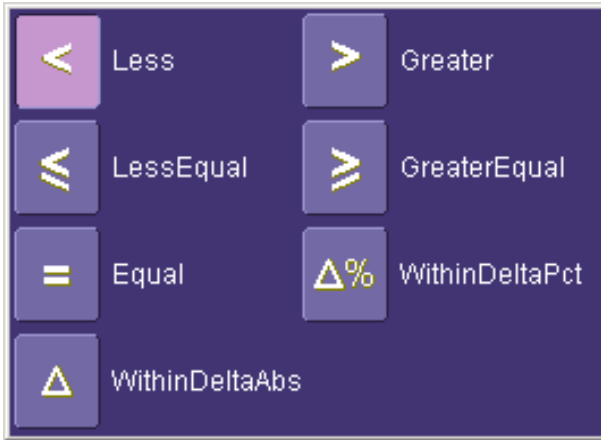 < Less > Greater
≤ LessEqual ≥ GreaterEqual
= Equal Δ% WithinDeltaPct
Δ WithinDeltaAbs